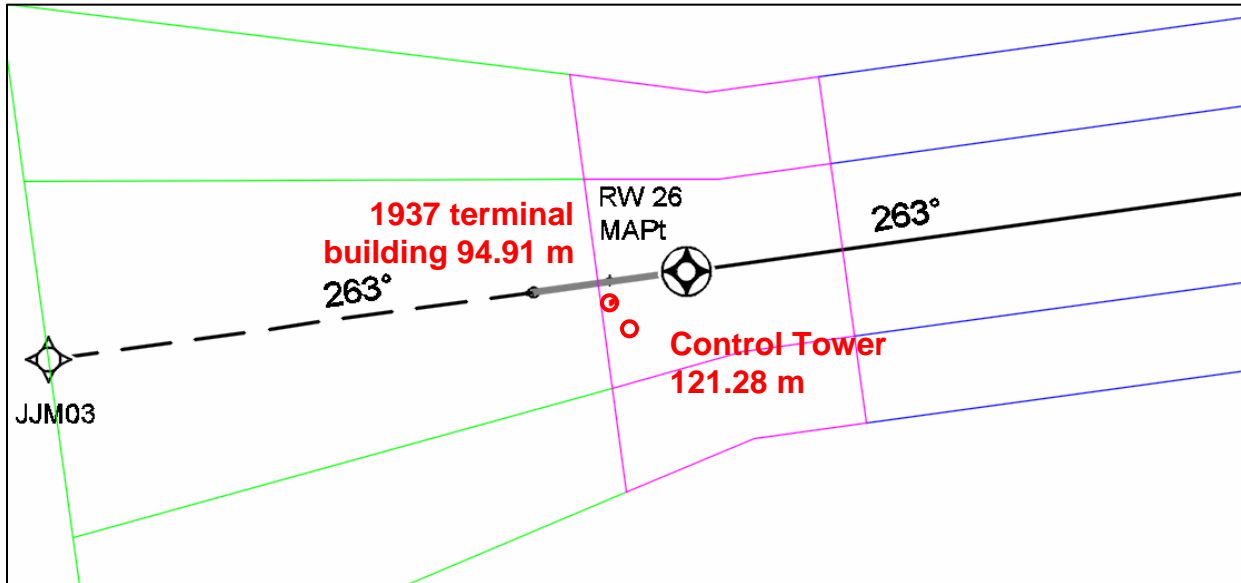 RW 26
MAPt
263°
1937 terminal
building 94.91 m
263°
Control Tower
121.28 m
JJM03